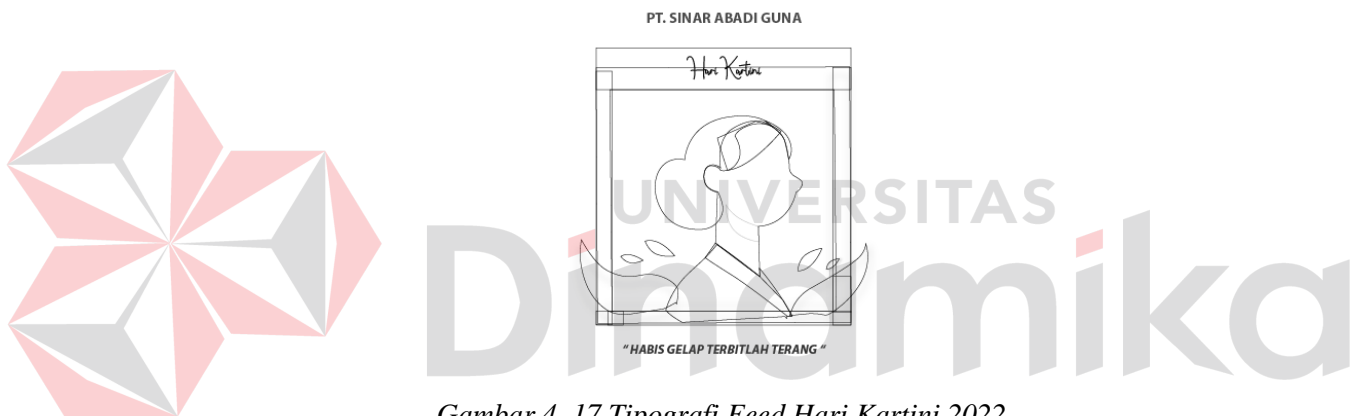 PT. SINAR ABADI GUNA
Hari Kartini
UNIVERSITAS
Dinamika
“ HABIS GELAP TERBITLAH TERANG “
Gambar 4. 17 Tipografi Feed Hari Kartini 2022